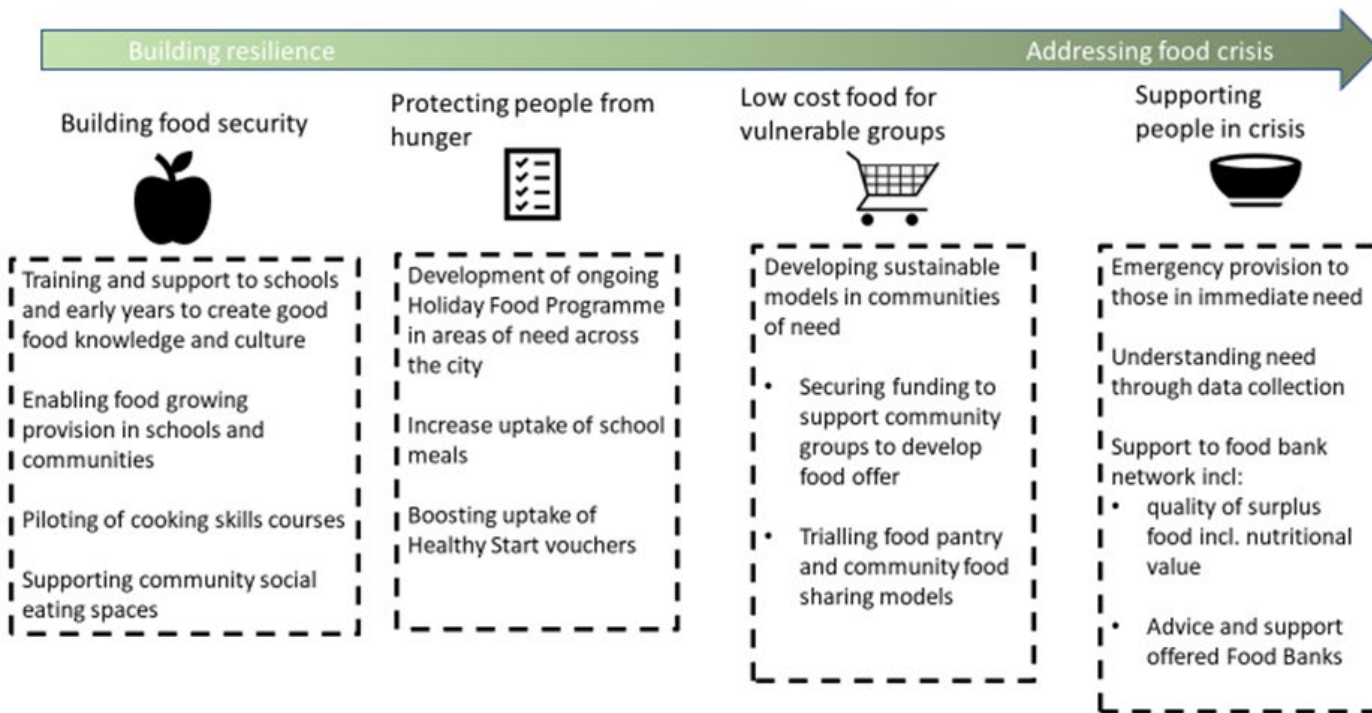 Building resilience
Addressing food crisis
Building food security
Training and support to schools
and early years to create good
food knowledge and culture
Enabling food growing
provision in schools and
communities
Piloting of cooking skills courses
Supporting community social
eating spaces
Protecting people from
hunger
Development of ongoing
Holiday Food Programme
in areas of need across
the city
Increase uptake of school
meals
Boosting uptake of
Healthy Start vouchers
Low cost food for
vulnerable groups
Developing sustainable
models in communities
of need
• Securing funding to
support community
groups to develop
food offer
• Trialling food pantry
and community food
sharing models
Supporting
people in crisis
Emergency provision to
those in immediate need
Understanding need
through data collection
Support to food bank
network incl:
• quality of surplus
food incl. nutritional
value
• Advice and support
offered Food Banks